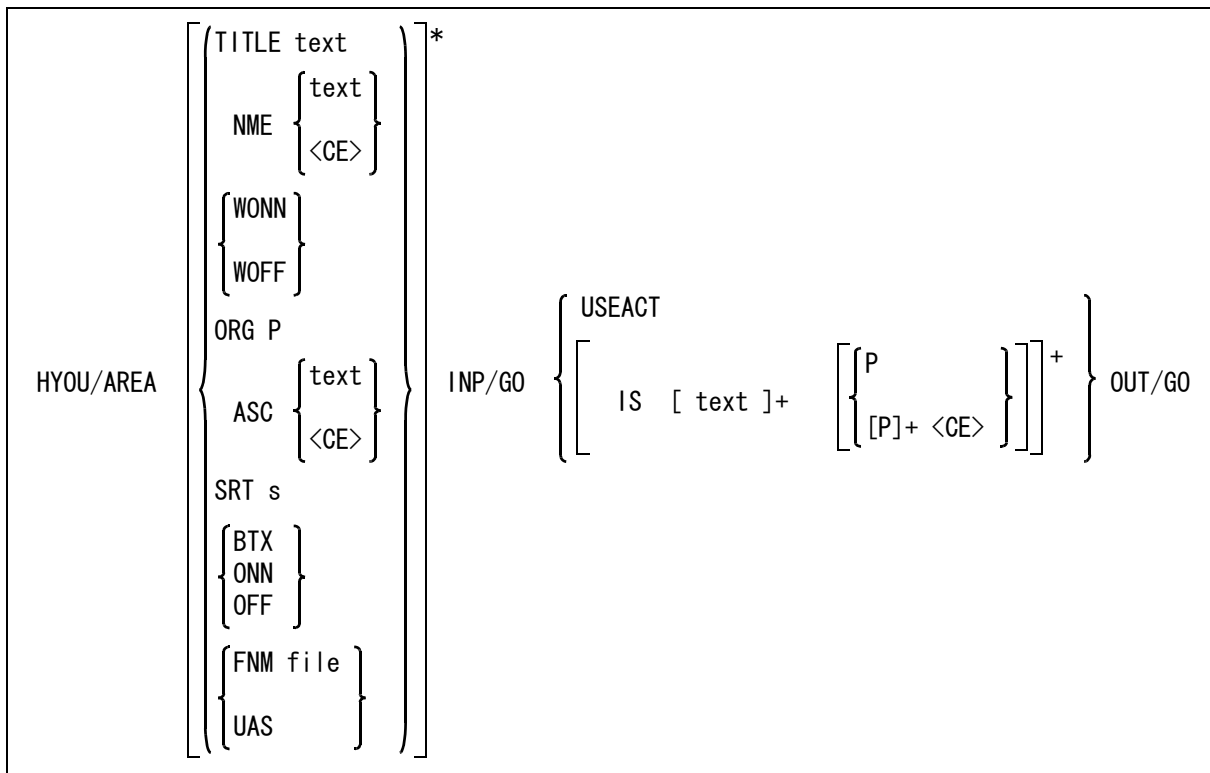 TITLE text
*
text
NME
<CE>
WONN
WOFF
ORG P
HYOU/AREA
text
ASC
<CE>
SRT s
BTX
ONN
OFF
FNM file
UAS
INP/GO
USEACT
IS [ text ]+
P
[P]+ <CE>
+
OUT/GO